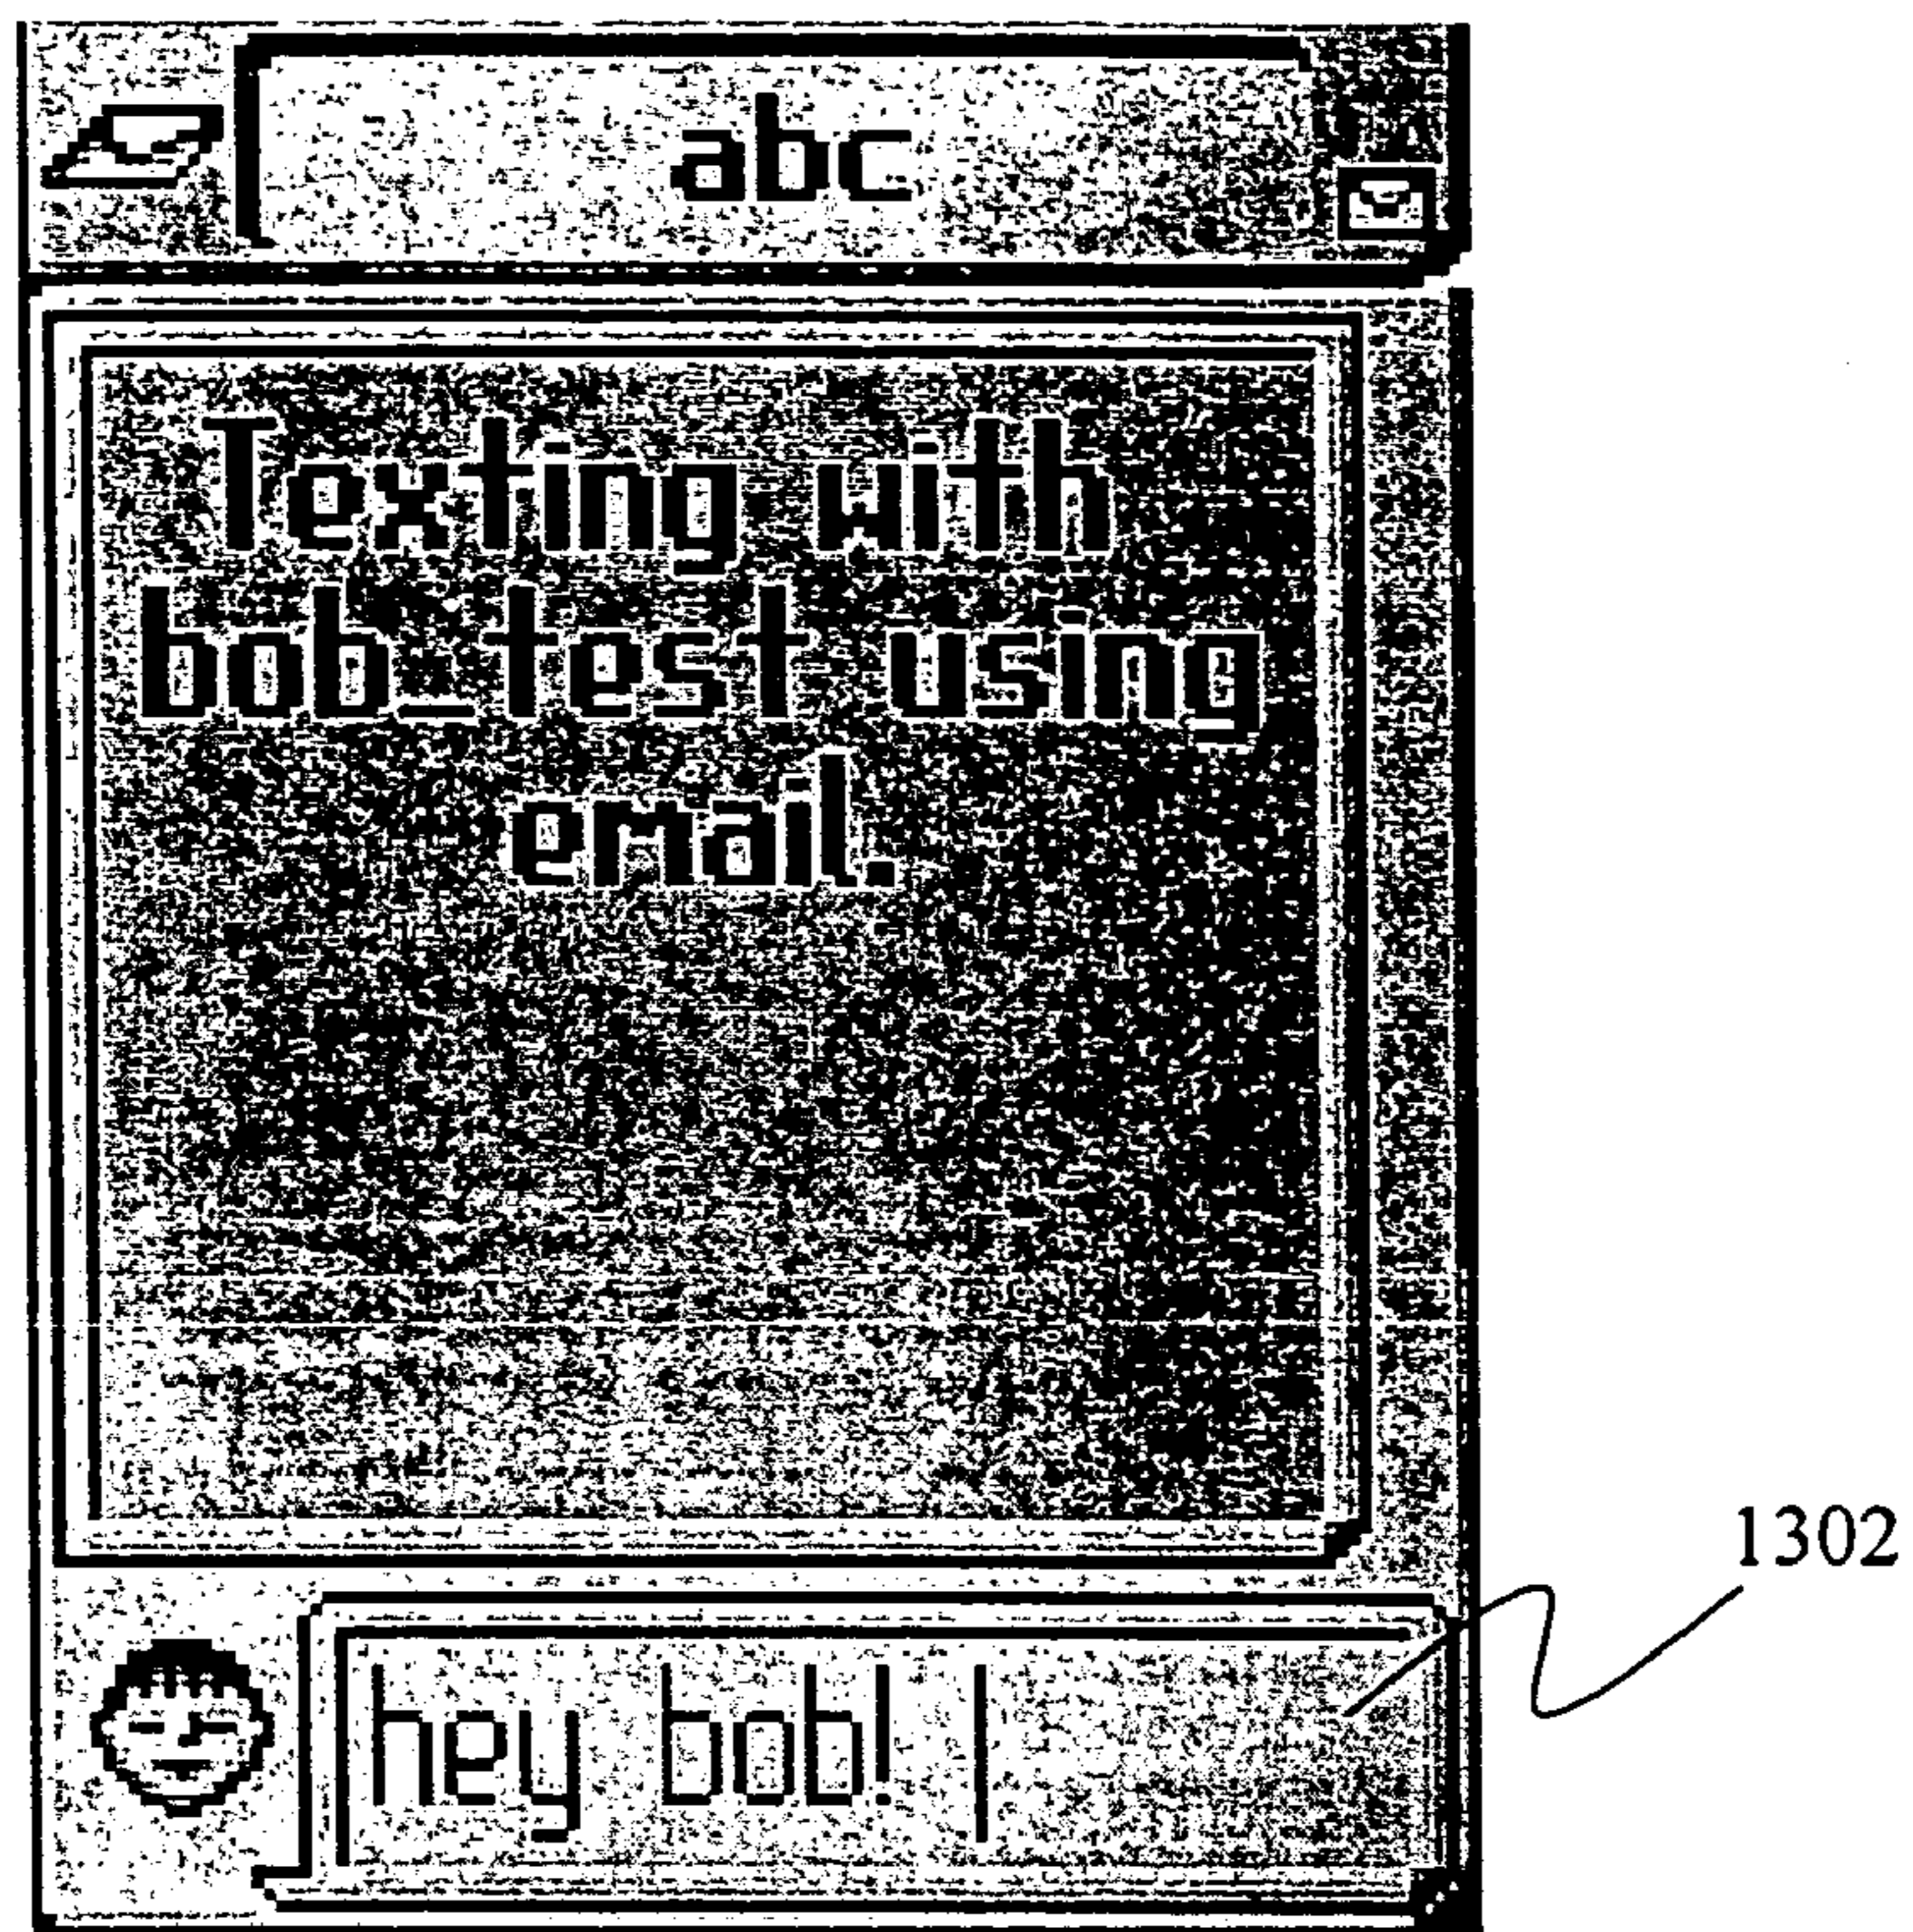 abc
Texting with
bob_test using
email.
1302
hey bob! |